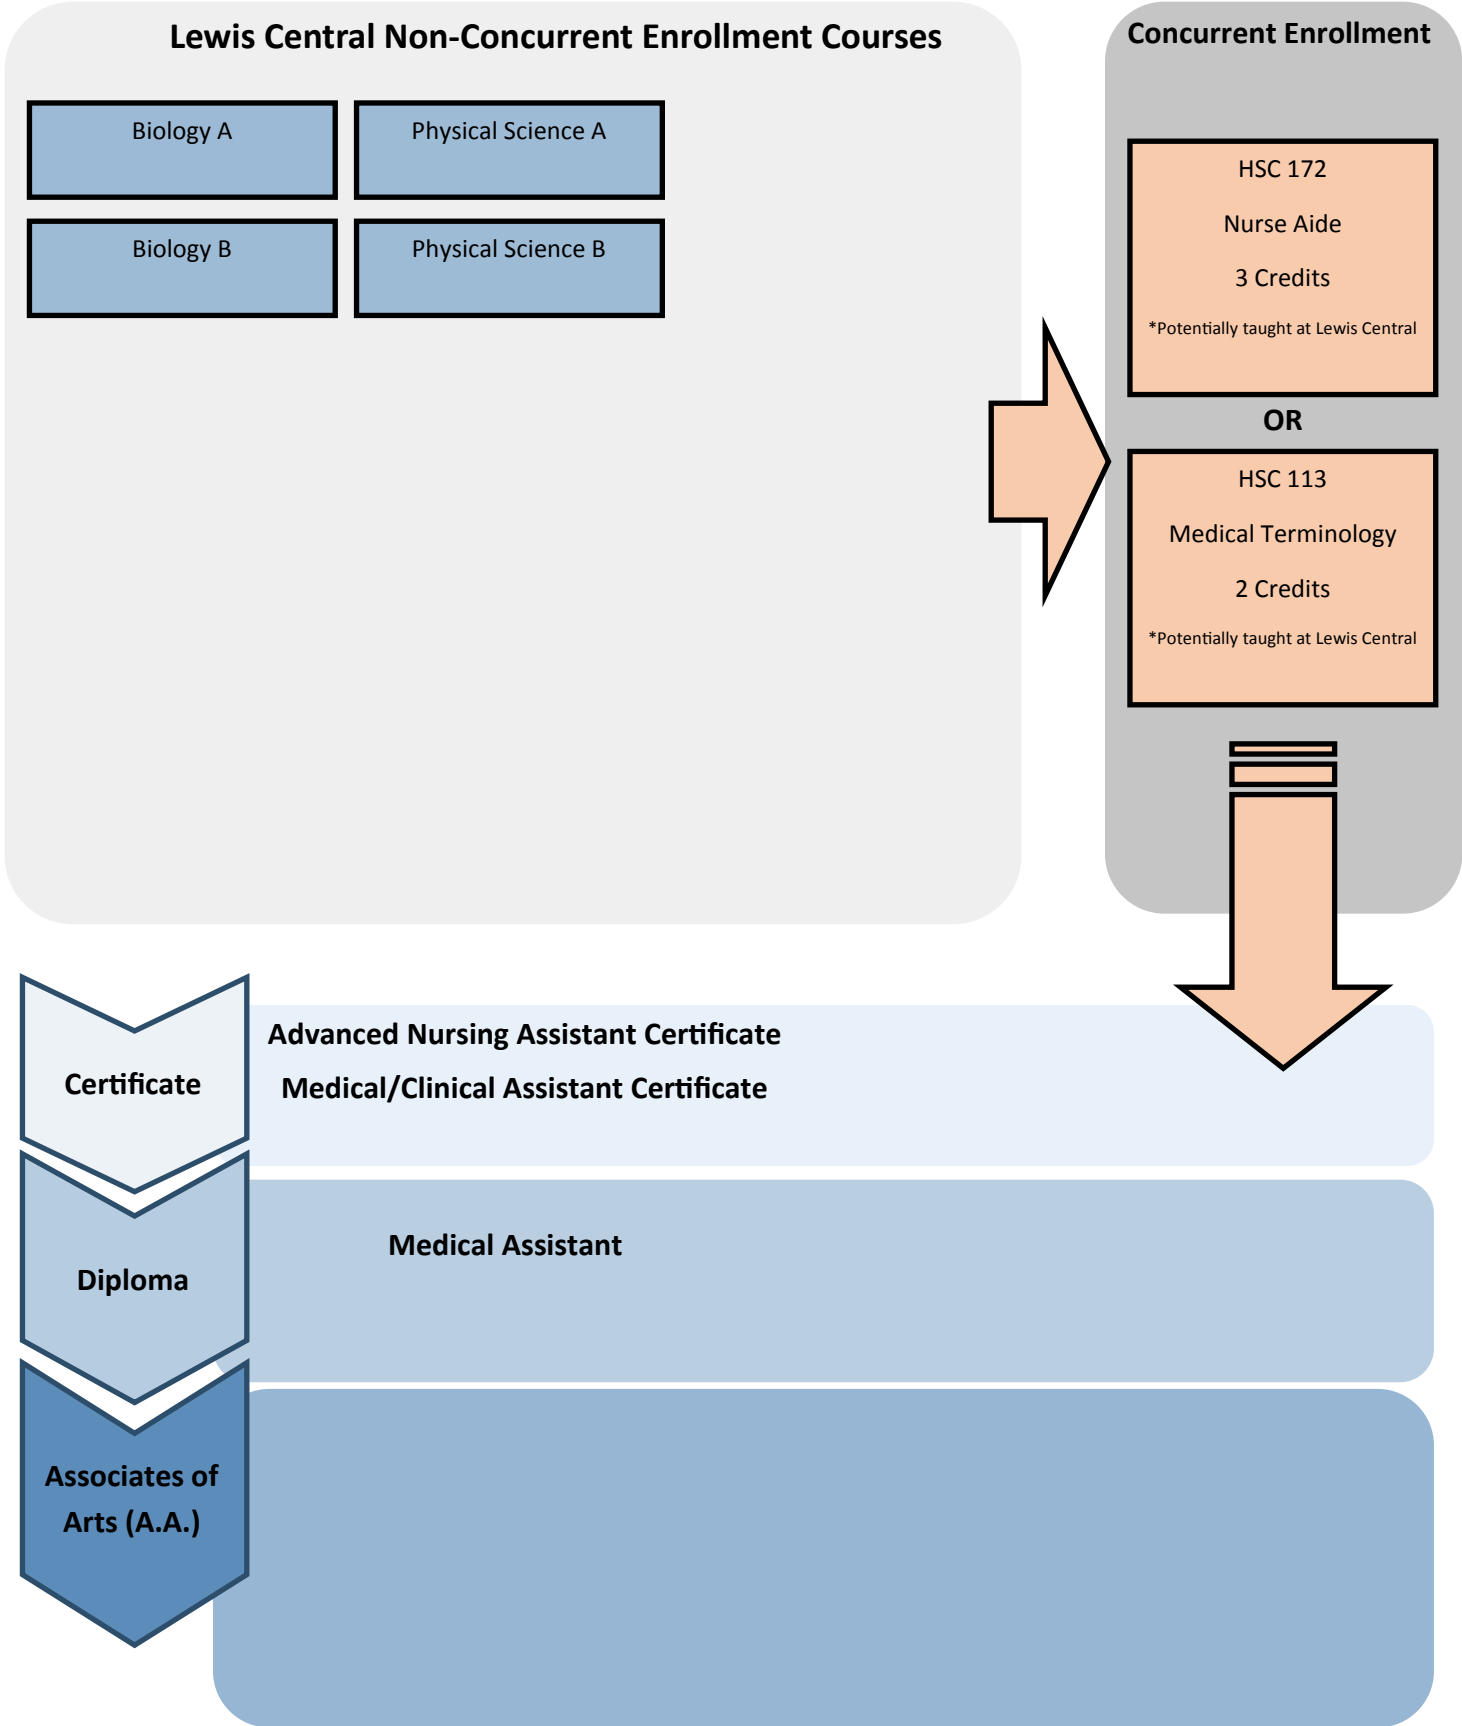 Lewis Central Non-Concurrent Enrollment Courses
Biology A
Physical Science A
Biology B
Physical Science B
Concurrent Enrollment
HSC 172
Nurse Aide
3 Credits
*Potentially taught at Lewis Central
OR
HSC 113
Medical Terminology
2 Credits
*Potentially taught at Lewis Central
Certificate
Advanced Nursing Assistant Certificate
Medical/Clinical Assistant Certificate
Diploma
Medical Assistant
Associates of
Arts (A.A.)